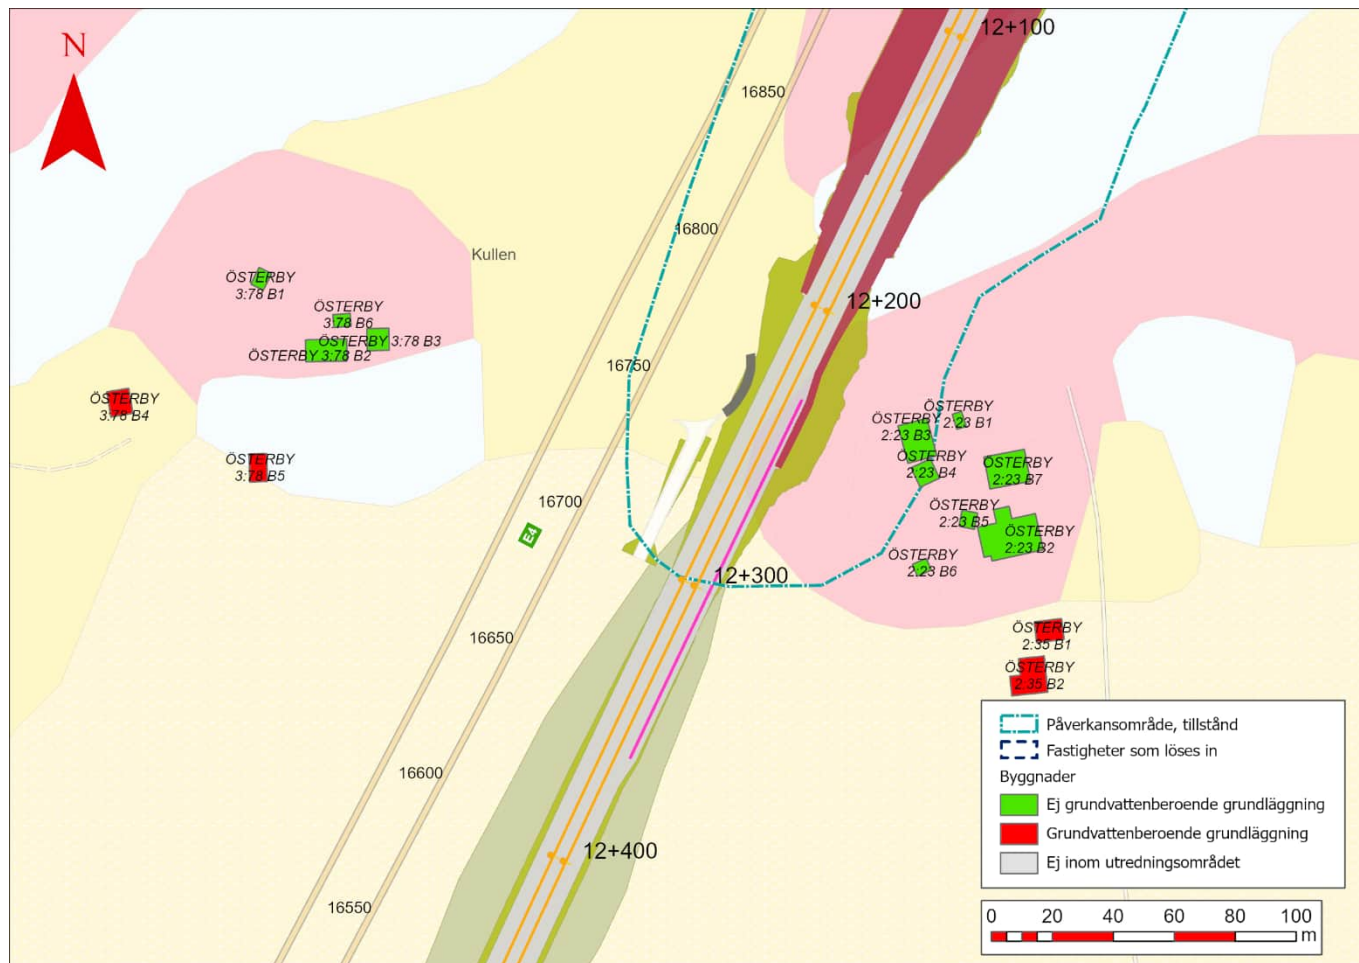 N
12+100
16850
16800
Kullen
ÖSTERBY
3:78 B1
ÖSTERBY
3:78 B6
ÖSTERBY 3:78 B3
ÖSTERBY 3:78 B2
12+200
16750
ÖSTERBY
3:78 B4
ÖSTERBY
2:23 B1
ÖSTERBY
2:23 B3
ÖSTERBY
2:23 B4
ÖSTERBY
2:23 B7
ÖSTERBY
3:78 B5
16700
E4
ÖSTERBY
2:23 B5
ÖSTERBY
2:23 B2
ÖSTERBY
2:23 B6
12+300
16650
ÖSTERBY
2:35 B1
ÖSTERBY
2:35 B2
16600
12+400
16550
Påverkansområde, tillstånd
Fastigheter som löses in
Byggnader
Ej grundvattenberoende grundläggning
Grundvattenberoende grundläggning
Ej inom utredningsområdet
0 20 40 60 80 100
m